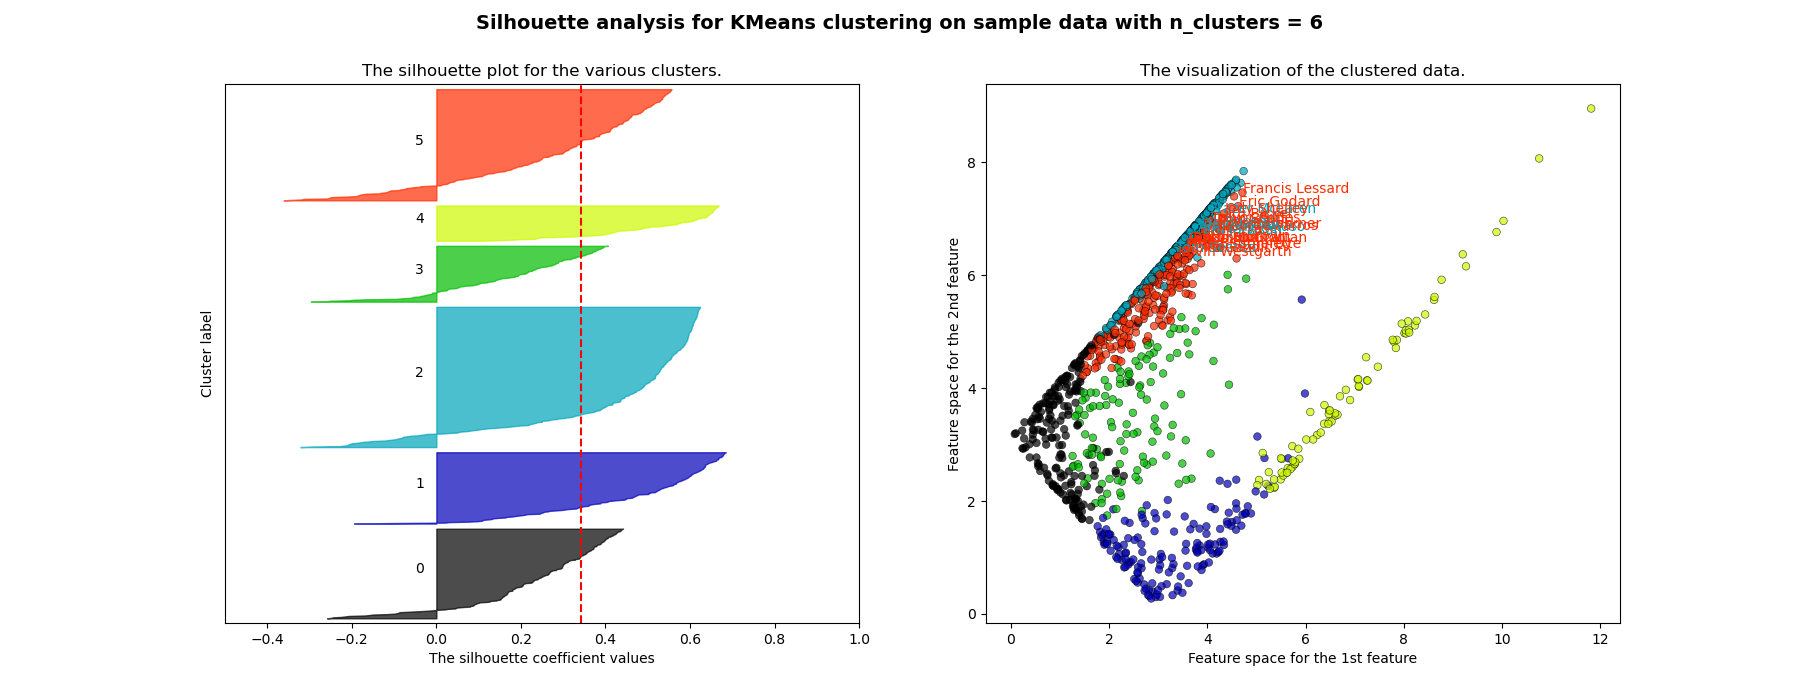 Silhouette analysis for KMeans clustering on sample data with n_clusters = 6
The silhouette plot for the various clusters.
5
4
3
2
1
0
Cluster label
−0.4
−0.2
0.0
0.2
0.4
0.6
0.8
1.0
The silhouette coefficient values
The visualization of the clustered data.
Francis Lessard
Eric Godard
Westgarth
8
6
4
2
0
Feature space for the 2nd feature
0
2
4
6
8
10
12
Feature space for the 1st feature